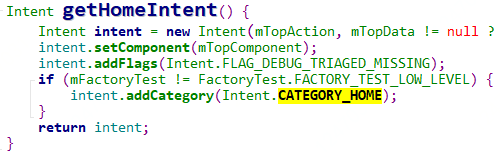 Intent getHomeIntent() {
Intent intent = new Intent(mTopAction, mTopData != null ?
intent.setComponent(mTopComponent);
intent.addFlags(Intent.FLAG_DEBUG_TRIAGED_MISSING);
if (mFactoryTest != FactoryTest.FACTORY_TEST_LOW_LEVEL) {
intent.addCategory(Intent.CATEGORY_HOME);
}
return intent;
}